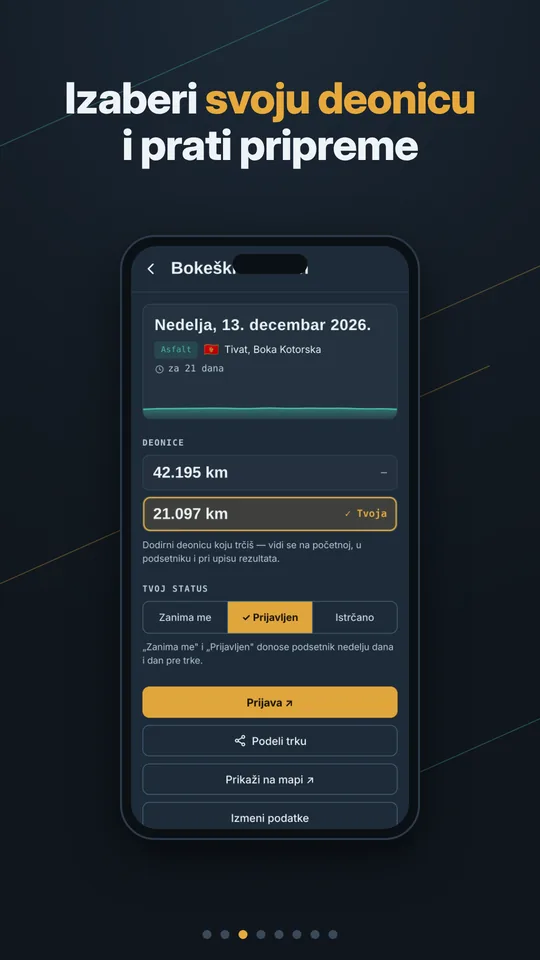 Izaberi svoju deonicu
i prati pripreme
Nedelja, 13. decembar 2026.
Asfalt Tivat, Boka Kotorska
za 21 dana
DEONICE
42.195 km –
21.097 km ✓ Tvoja
Dodirni deonicu koju trčiš — vidi se na početnoj, u
podsetniku i pri upisu rezultata.
TVOJ STATUS
Zanima me ✓ Prijavljen Istrčano
„Zanima me" i „Prijavljen" donose podsetnik nedelju dana
i dan pre trke.
Prijava ↗
Podeli trku
Prikaži na mapi ↗
Izmeni podatke